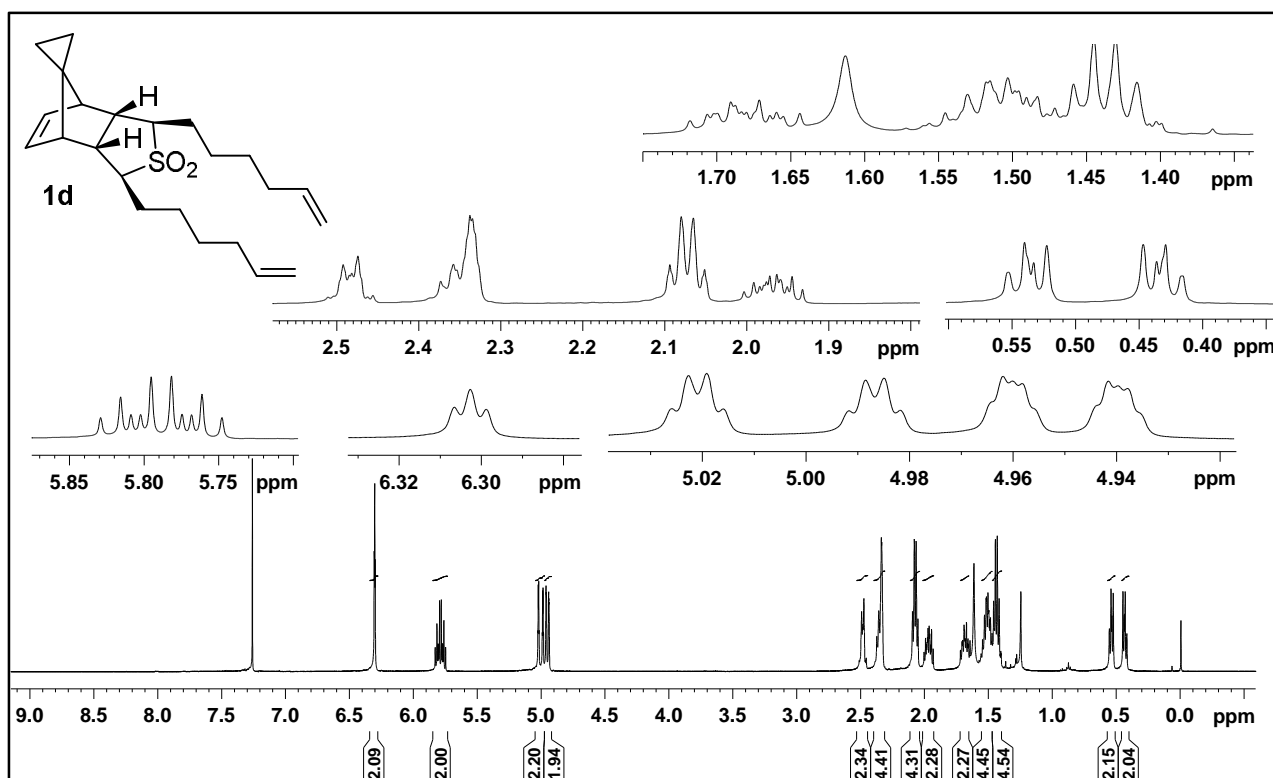 H
H
SO2
1d
1.70 1.65 1.60 1.55 1.50 1.45 1.40 ppm
2.5 2.4 2.3 2.2 2.1 2.0 1.9 ppm
0.55 0.50 0.45 0.40 ppm
5.85 5.80 5.75 ppm
6.32 6.30 ppm
5.02 5.00 4.98 4.96 4.94 ppm
9.0 8.5 8.0 7.5 7.0 6.5 6.0 5.5 5.0 4.5 4.0 3.5 3.0 2.5 2.0 1.5 1.0 0.5 0.0 ppm
2.09 2.00 2.20 1.94 2.34 4.41 4.31 2.28 2.27 4.45 4.54 2.15 2.04